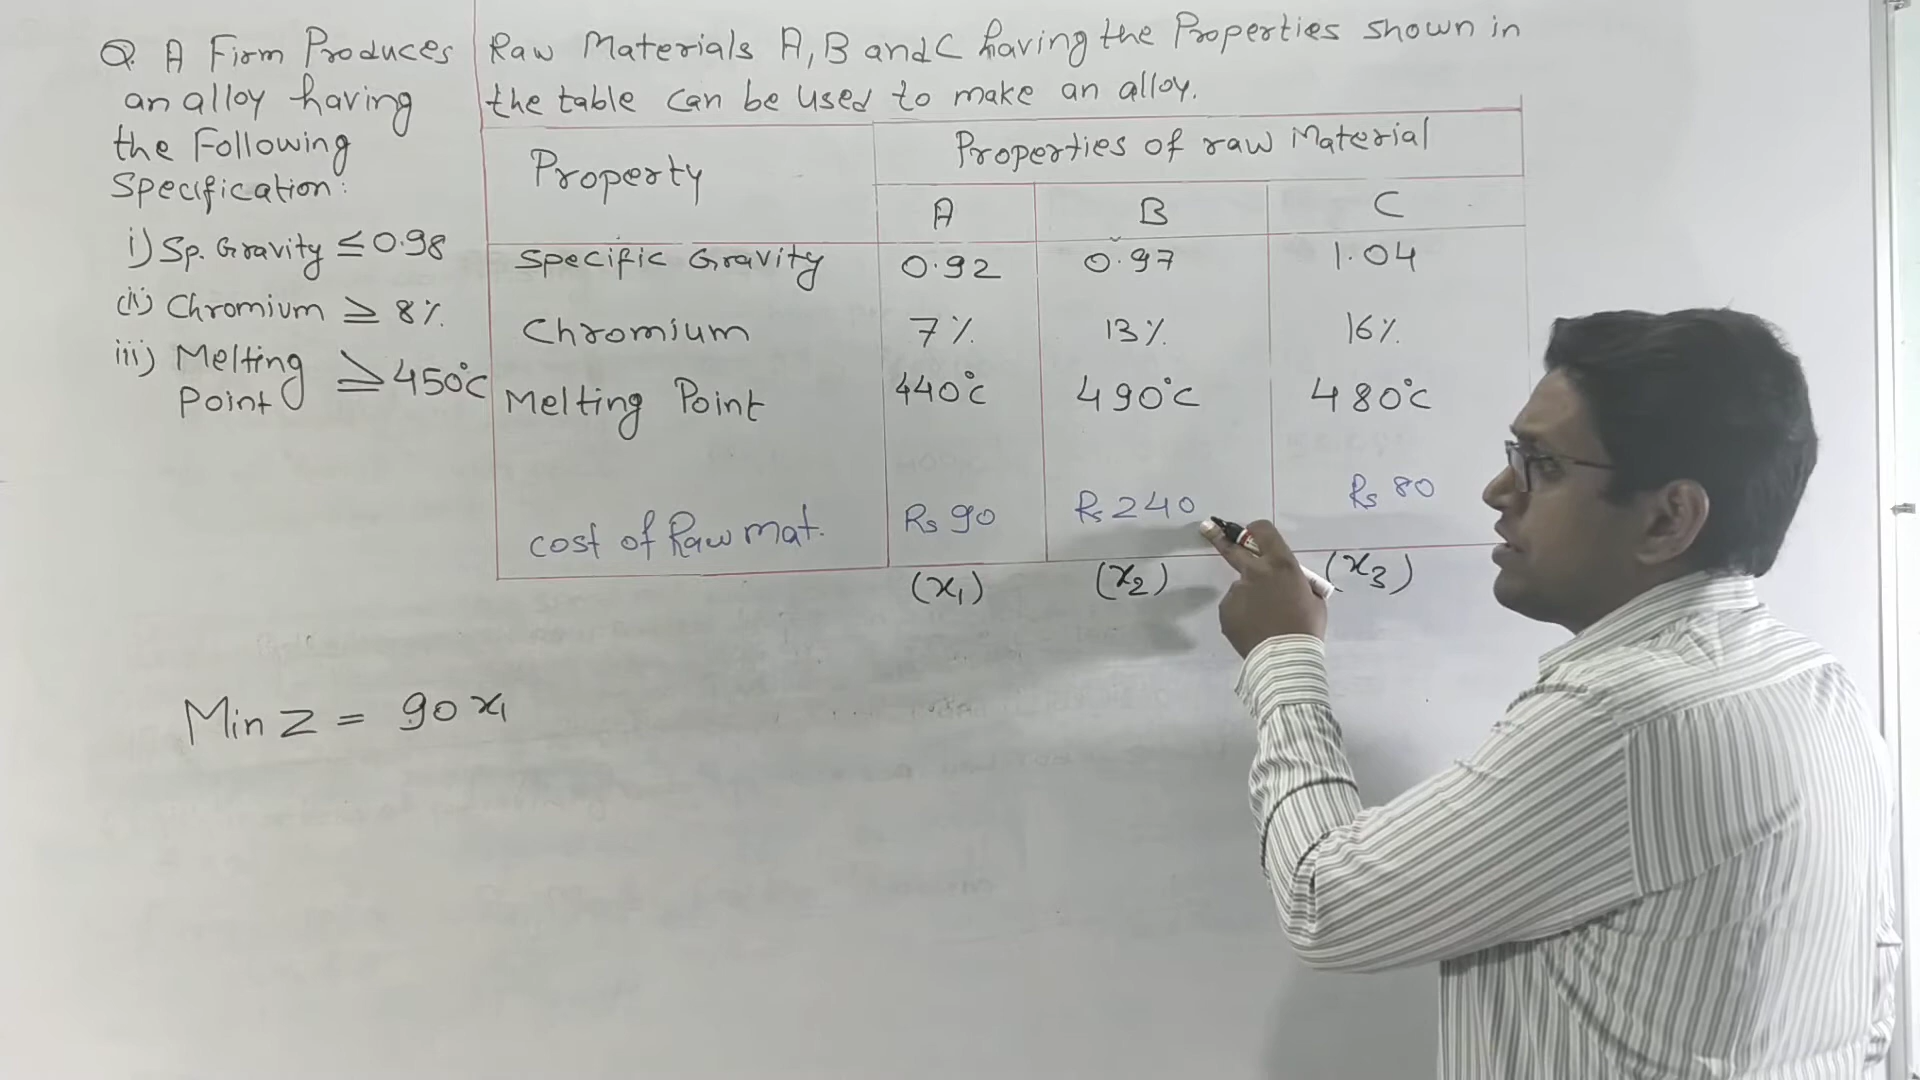 Q. A Firm Produces
an alloy having
the Following
Specification:
i) Sp. Gravity ≤ 0.98
(ii) Chromium ≥ 8%
iii) Melting Point ≥ 450°C
Raw Materials A, B and C having the Properties shown in
the table can be used to make an alloy.
Property
Properties of raw Material
A B C
Specific Gravity 0.92 0.97 1.04
Chromium 7% 13% 16%
Melting Point 440°C 490°C 480°C
Cost of Raw mat. Rs 90 Rs 240 Rs 80
(x₁) (x₂) (x₃)
Min Z = 90 x₁